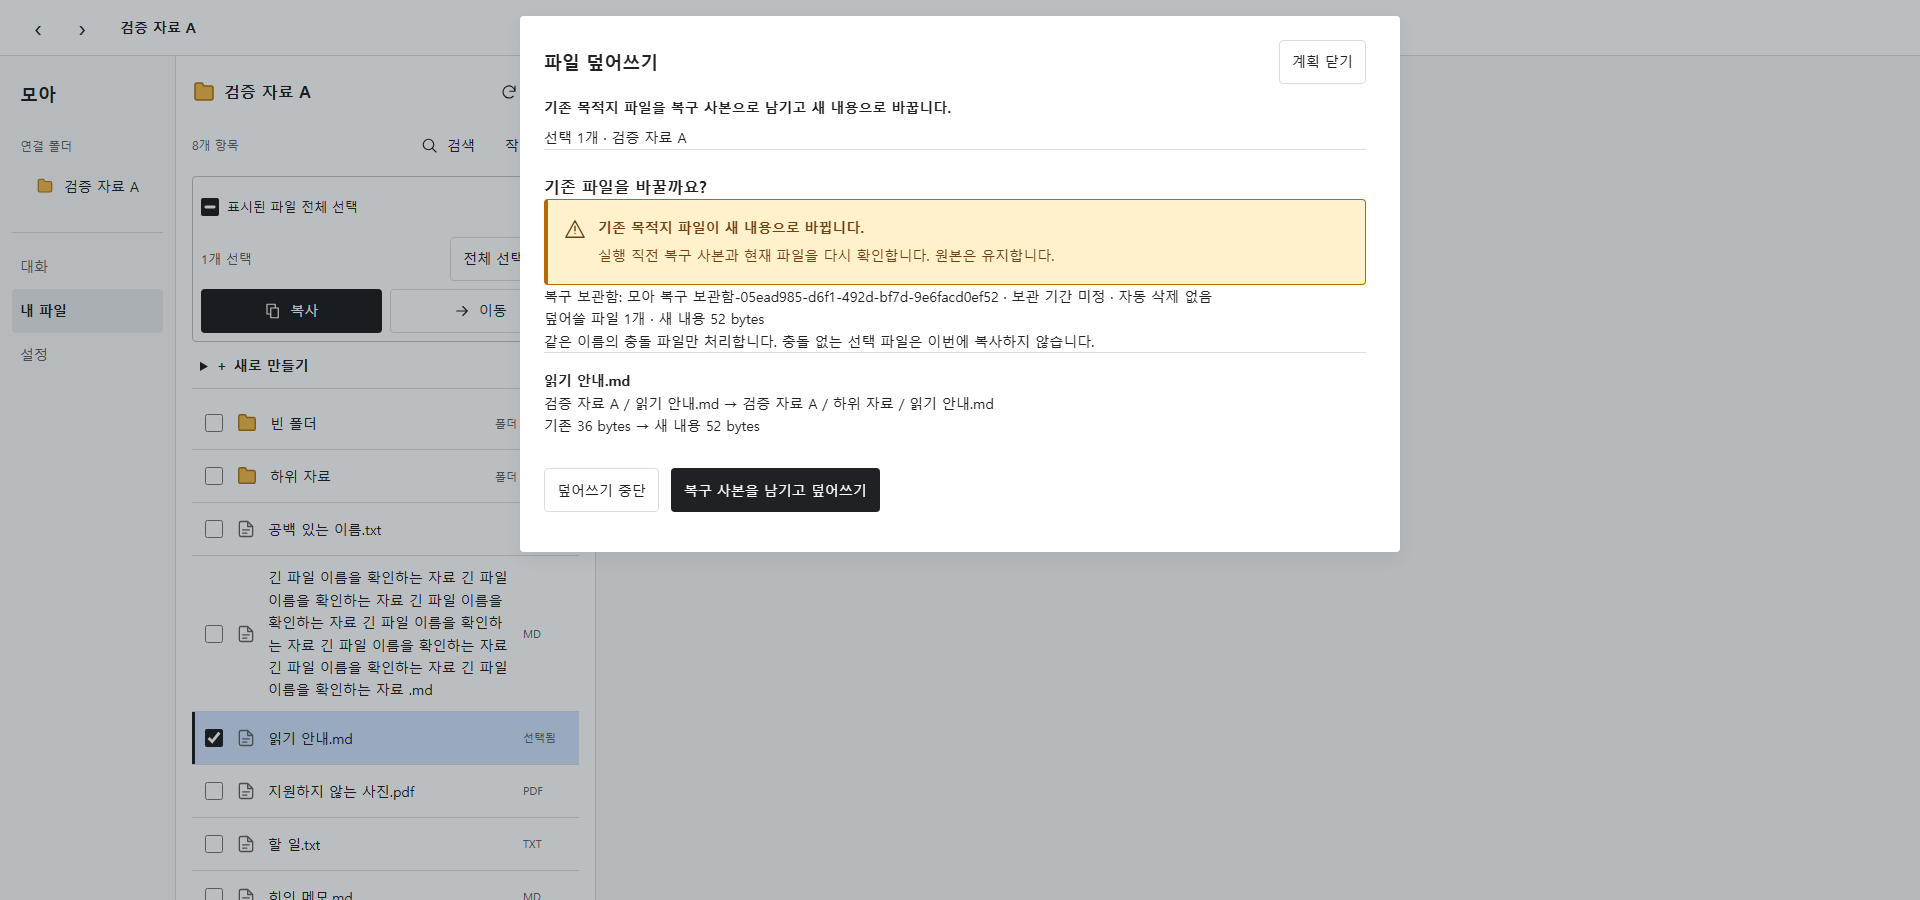 검증 자료 A
모아
연결 폴더
검증 자료 A
대화
내 파일
설정
검증 자료 A
8개 항목
검색
작
표시된 파일 전체 선택
1개 선택
전체 선택
복사
이동
+ 새로 만들기
빈 폴더
폴더
하위 자료
폴더
공백 있는 이름.txt
긴 파일 이름을 확인하는 자료 긴 파일
이름을 확인하는 자료 긴 파일 이름을
확인하는 자료 긴 파일 이름을 확인하
는 자료 긴 파일 이름을 확인하는 자료
긴 파일 이름을 확인하는 자료 긴 파일
이름을 확인하는 자료 .md
MD
읽기 안내.md
선택됨
지원하지 않는 사진.pdf
PDF
할 일.txt
TXT
회의 메모.md
MD
파일 덮어쓰기
계획 닫기
기존 목적지 파일을 복구 사본으로 남기고 새 내용으로 바꿉니다.
선택 1개 · 검증 자료 A
기존 파일을 바꿀까요?
기존 목적지 파일이 새 내용으로 바뀝니다.
실행 직전 복구 사본과 현재 파일을 다시 확인합니다. 원본은 유지합니다.
복구 보관함: 모아 복구 보관함-05ead985-d6f1-492d-bf7d-9e6facd0ef52 · 보관 기간 미정 · 자동 삭제 없음
덮어쓸 파일 1개 · 새 내용 52 bytes
같은 이름의 충돌 파일만 처리합니다. 충돌 없는 선택 파일은 이번에 복사하지 않습니다.
읽기 안내.md
검증 자료 A / 읽기 안내.md → 검증 자료 A / 하위 자료 / 읽기 안내.md
기존 36 bytes → 새 내용 52 bytes
덮어쓰기 중단
복구 사본을 남기고 덮어쓰기